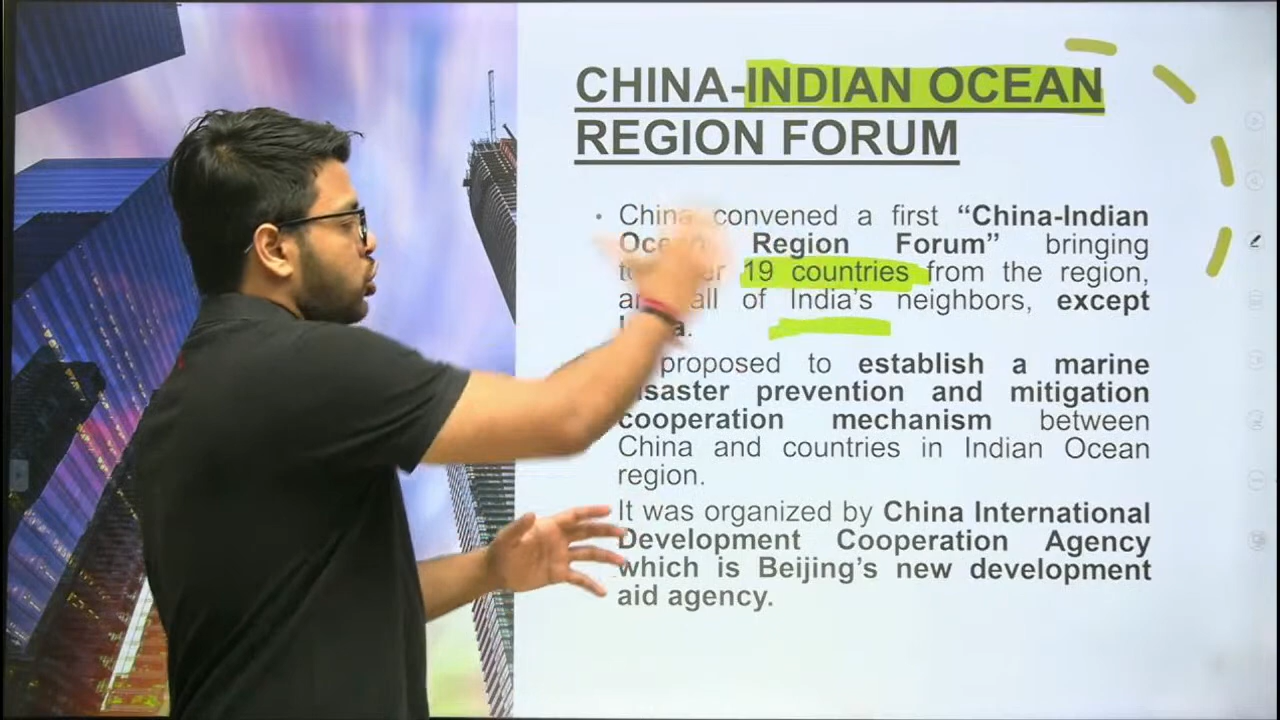 CHINA-INDIAN OCEAN
REGION FORUM
• China convened a first “China-Indian
Region Forum” bringing
19 countries from the region,
all of India’s neighbors, except
proposed to establish a marine
disaster prevention and mitigation
cooperation mechanism between
China and countries in Indian Ocean
region.
It was organized by China International
Development Cooperation Agency
which is Beijing’s new development
aid agency.